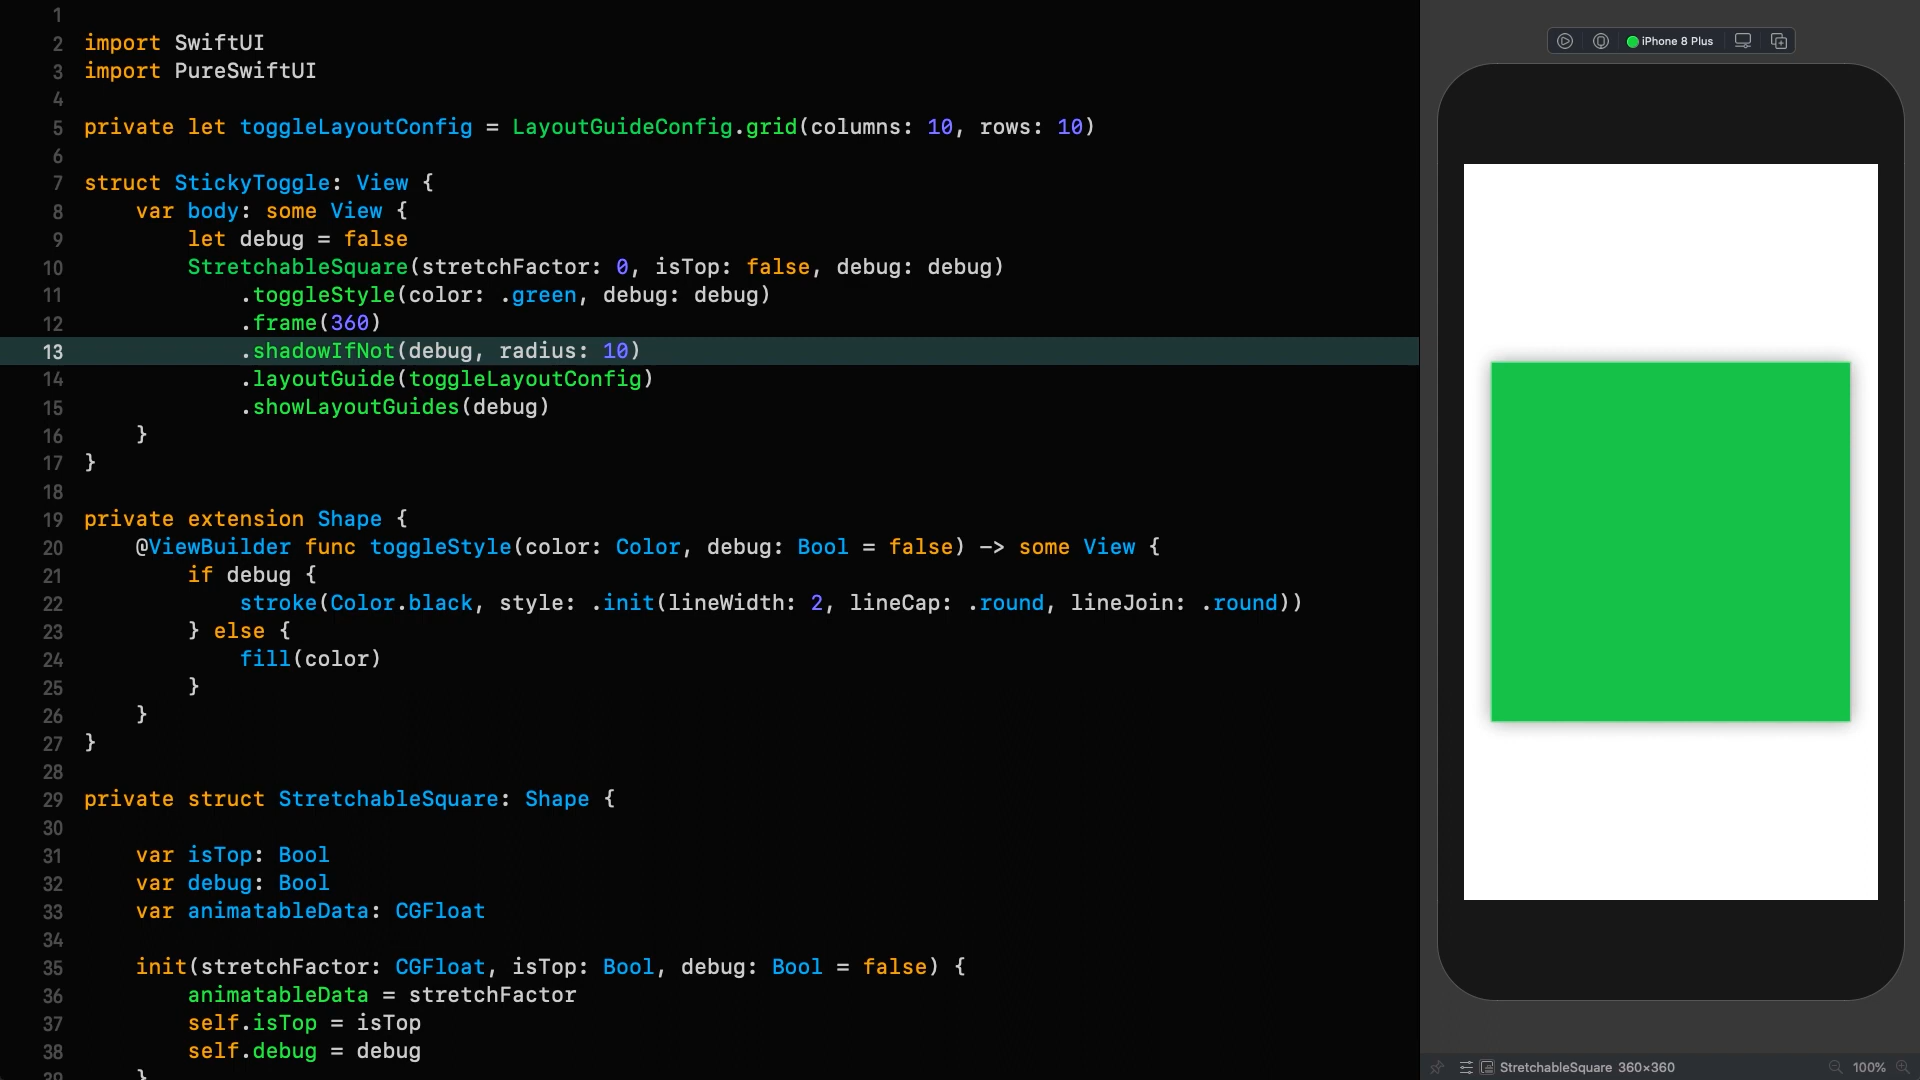 1
2 import SwiftUI
3 import PureSwiftUI
4
5 private let toggleLayoutConfig = LayoutGuideConfig.grid(columns: 10, rows: 10)
6
7 struct StickyToggle: View {
8     var body: some View {
9         let debug = false
10         StretchableSquare(stretchFactor: 0, isTop: false, debug: debug)
11             .toggleStyle(color: .green, debug: debug)
12             .frame(360)
13             .shadowIfNot(debug, radius: 10)
14             .layoutGuide(toggleLayoutConfig)
15             .showLayoutGuides(debug)
16     }
17 }
18
19 private extension Shape {
20     @ViewBuilder func toggleStyle(color: Color, debug: Bool = false) -> some View {
21         if debug {
22             stroke(Color.black, style: .init(lineWidth: 2, lineCap: .round, lineJoin: .round))
23         } else {
24             fill(color)
25         }
26     }
27 }
28
29 private struct StretchableSquare: Shape {
30
31     var isTop: Bool
32     var debug: Bool
33     var animatableData: CGFloat
34
35     init(stretchFactor: CGFloat, isTop: Bool, debug: Bool = false) {
36         animatableData = stretchFactor
37         self.isTop = isTop
38         self.debug = debug
39     }
iPhone 8 Plus
StretchableSquare 360×360
100%